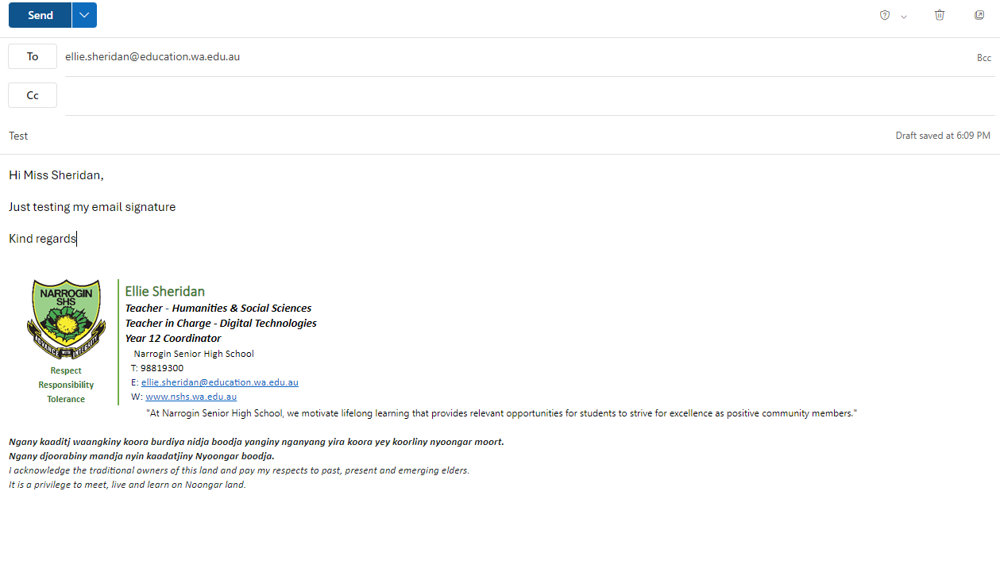 Send
To
ellie.sheridan@education.wa.edu.au
Bcc
Cc
Test
Draft saved at 6:09 PM
Hi Miss Sheridan,
Just testing my email signature
Kind regards
NARROGIN
SHS
ADVANCE WITH INTEGRITY
Respect
Responsibility
Tolerance
Ellie Sheridan
Teacher - Humanities & Social Sciences
Teacher in Charge - Digital Technologies
Year 12 Coordinator
Narrogin Senior High School
T: 98819300
E: ellie.sheridan@education.wa.edu.au
W: www.nshs.wa.edu.au
"At Narrogin Senior High School, we motivate lifelong learning that provides relevant opportunities for students to strive for excellence as positive community members."
Ngany kaaditj waangkiny koora burdiya nidja boodja yanginy nganyang yira koora yey koorliny nyoongar moort.
Ngany djoorabiny mandja nyin kaadatjiny Nyoongar boodja.
I acknowledge the traditional owners of this land and pay my respects to past, present and emerging elders.
It is a privilege to meet, live and learn on Noongar land.